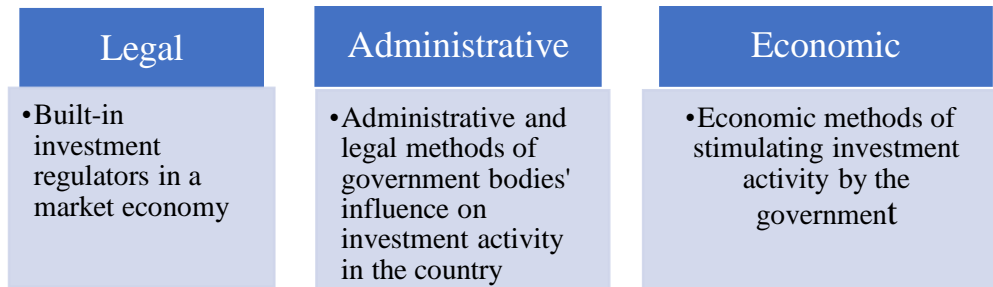 Legal
•Built-in
investment
regulators in a
market economy
Administrative
•Administrative and
legal methods of
government bodies'
influence on
investment activity
in the country
Economic
•Economic methods of
stimulating investment
activity by the
government